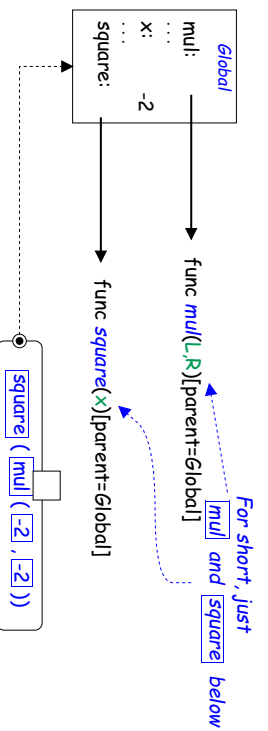 Global
mul:
...
x: -2
...
square:
func mul(L,R)[parent=Global]
func square(x)[parent=Global]
For short, just
mul and square below
square ( mul ( -2 , -2 ))